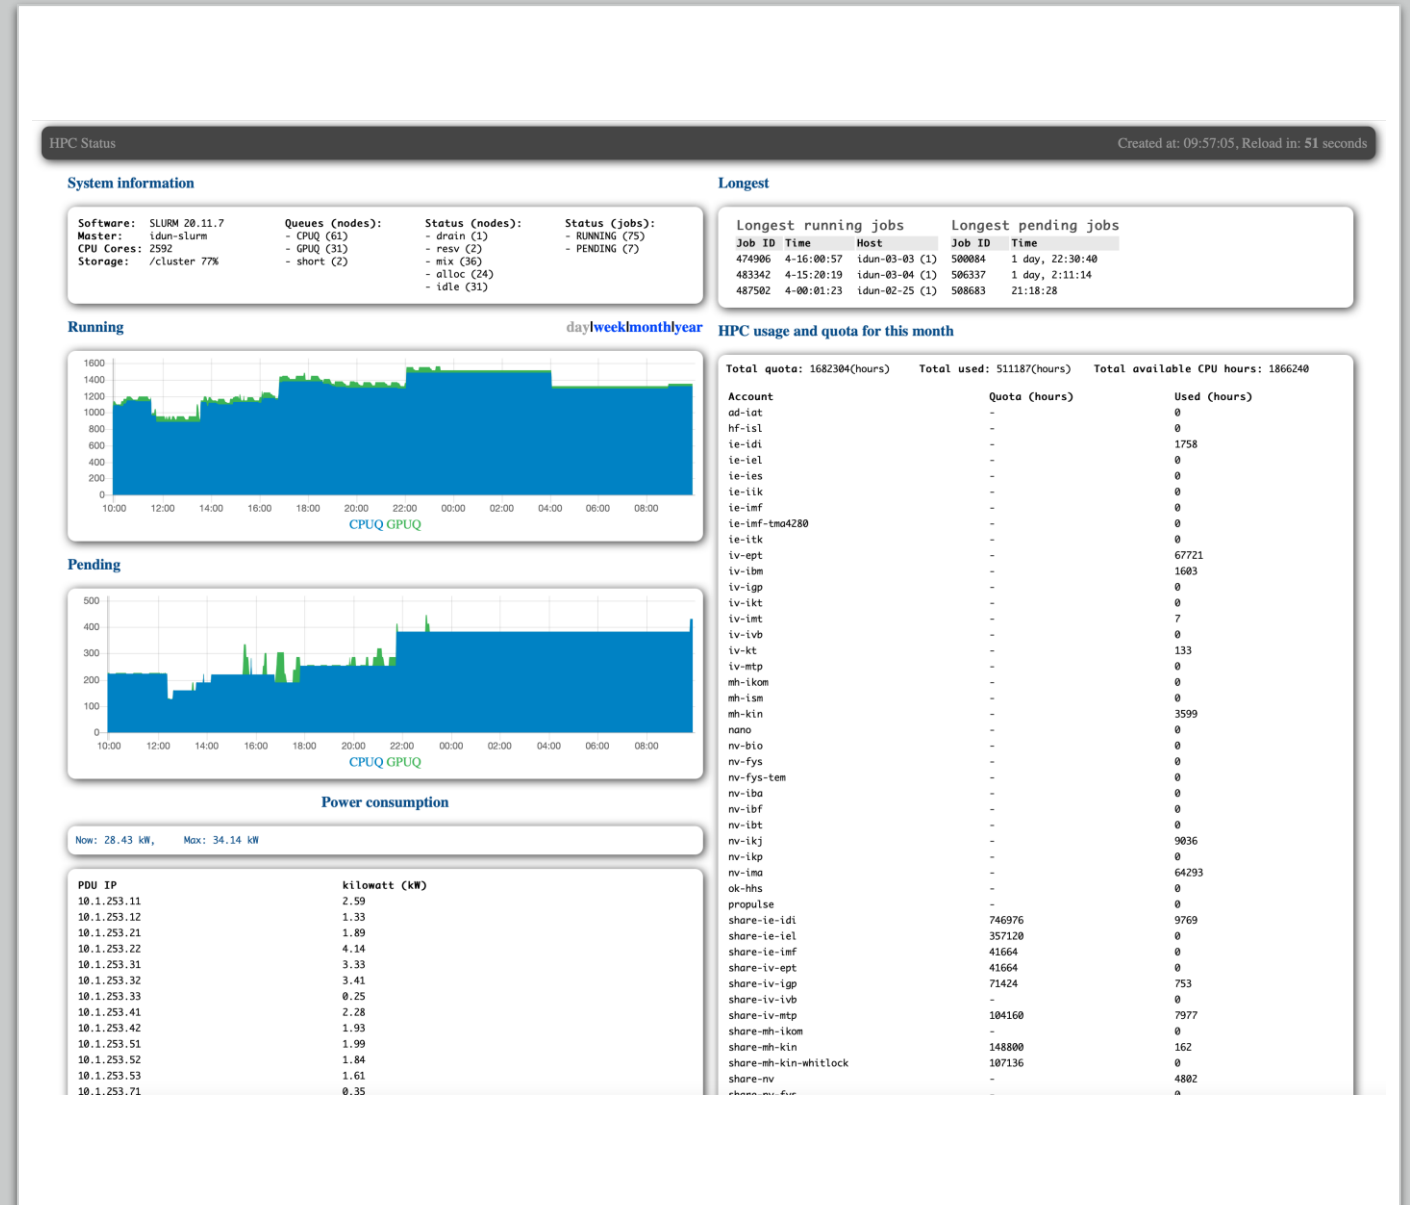 HPC Status
Created at: 09:57:05, Reload in: 51 seconds
System information
Software: SLURM 20.11.7
Master: idun-slurm
CPU Cores: 2592
Storage: /cluster 77%
Queues (nodes):
- CPUQ (61)
- GPUQ (31)
- short (2)
Status (nodes):
- drain (1)
- resv (2)
- mix (36)
- alloc (24)
- idle (31)
Status (jobs):
- RUNNING (75)
- PENDING (7)
Running
day|week|month|year
1600
1400
1200
1000
800
600
400
200
0
10:00 12:00 14:00 16:00 18:00 20:00 22:00 00:00 02:00 04:00 06:00 08:00
CPUQ GPUQ
Pending
500
400
300
200
100
0
10:00 12:00 14:00 16:00 18:00 20:00 22:00 00:00 02:00 04:00 06:00 08:00
CPUQ GPUQ
Power consumption
Now: 28.43 kW, Max: 34.14 kW
PDU IP kilowatt (kW)
10.1.253.11 2.59
10.1.253.12 1.33
10.1.253.21 1.89
10.1.253.22 4.14
10.1.253.31 3.33
10.1.253.32 3.41
10.1.253.33 0.25
10.1.253.41 2.28
10.1.253.42 1.93
10.1.253.51 1.99
10.1.253.52 1.84
10.1.253.53 1.61
10.1.253.71 0.35
Longest
Longest running jobs
Job ID Time Host
474906 4-16:00:57 idun-03-03 (1)
483342 4-15:20:19 idun-03-04 (1)
487502 4-00:01:23 idun-02-25 (1)
Longest pending jobs
Job ID Time
500084 1 day, 22:30:40
506337 1 day, 2:11:14
508683 21:18:28
HPC usage and quota for this month
Total quota: 1682304(hours) Total used: 511187(hours) Total available CPU hours: 1866240
Account Quota (hours) Used (hours)
ad-iat - 0
hf-isl - 0
ie-idi - 1758
ie-iel - 0
ie-ies - 0
ie-iik - 0
ie-imf - 0
ie-imf-tma4280 - 0
ie-itk - 0
iv-ept - 67721
iv-ibm - 1603
iv-igp - 0
iv-ikt - 0
iv-imt - 7
iv-ivb - 0
iv-kt - 133
iv-mtp - 0
mh-ikom - 0
mh-ism - 0
mh-kin - 3599
nano - 0
nv-bio - 0
nv-fys - 0
nv-fys-tem - 0
nv-iba - 0
nv-ibf - 0
nv-ibt - 0
nv-ikj - 9036
nv-ikp - 0
nv-ima - 64293
ok-hhs - 0
propulse - 0
share-ie-idi 746976 9769
share-ie-iel 357120 0
share-ie-imf 41664 0
share-iv-ept 41664 0
share-iv-igp 71424 753
share-iv-ivb - 0
share-iv-mtp 104160 7977
share-mh-ikom - 0
share-mh-kin 148800 162
share-mh-kin-whitlock 107136 0
share-nv - 4802